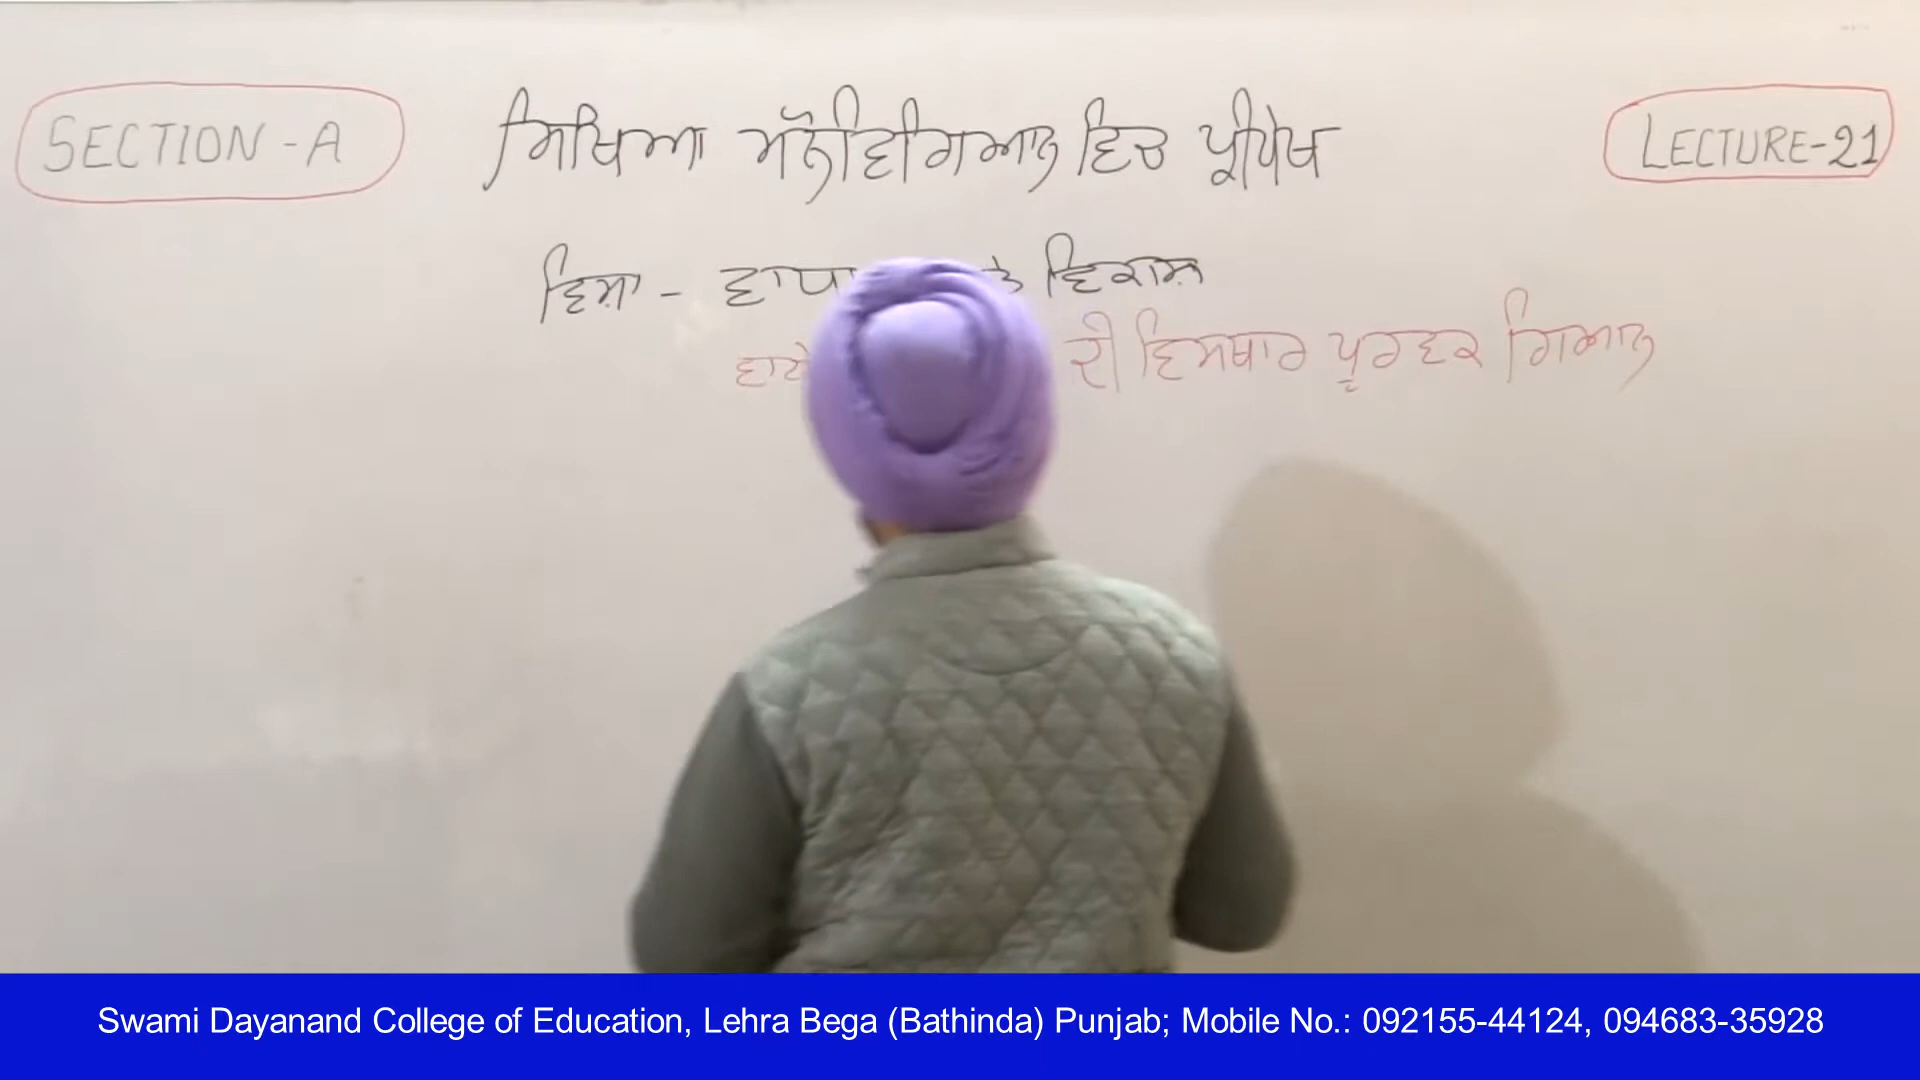 SECTION - A
ਸਿਖਿਆ ਮਨੋਵਿਗਿਆਨ ਵਿਚ ਪ੍ਰੀਪੇਖ
LECTURE-21
ਵਿਸ਼ਾ - ਵਿਕਾਸ਼
ਦੀ ਵਿਸਥਾਰ ਪੂਰਵਕ ਗਿਆਨ
Swami Dayanand College of Education, Lehra Bega (Bathinda) Punjab; Mobile No.: 092155-44124, 094683-35928